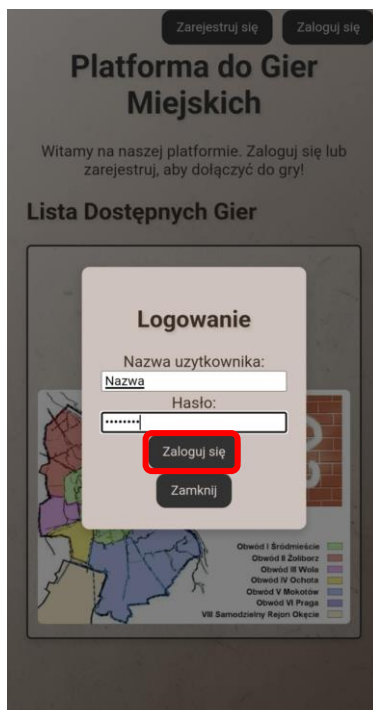 Zarejestruj się
Zaloguj się
Platforma do Gier
Miejskich
Witamy na naszej platformie. Zaloguj się lub
zarejestruj, aby dołączyć do gry!
Lista Dostępnych Gier
Logowanie
Nazwa uzytkownika:
Nazwa
Hasło:
••••••••
Zaloguj się
Zamknij
Obwód I Śródmieście
Obwód II Żoliborz
Obwód III Wola
Obwód IV Ochota
Obwód V Mokotów
Obwód VI Praga
VIII Samodzielny Rejon Okęcie